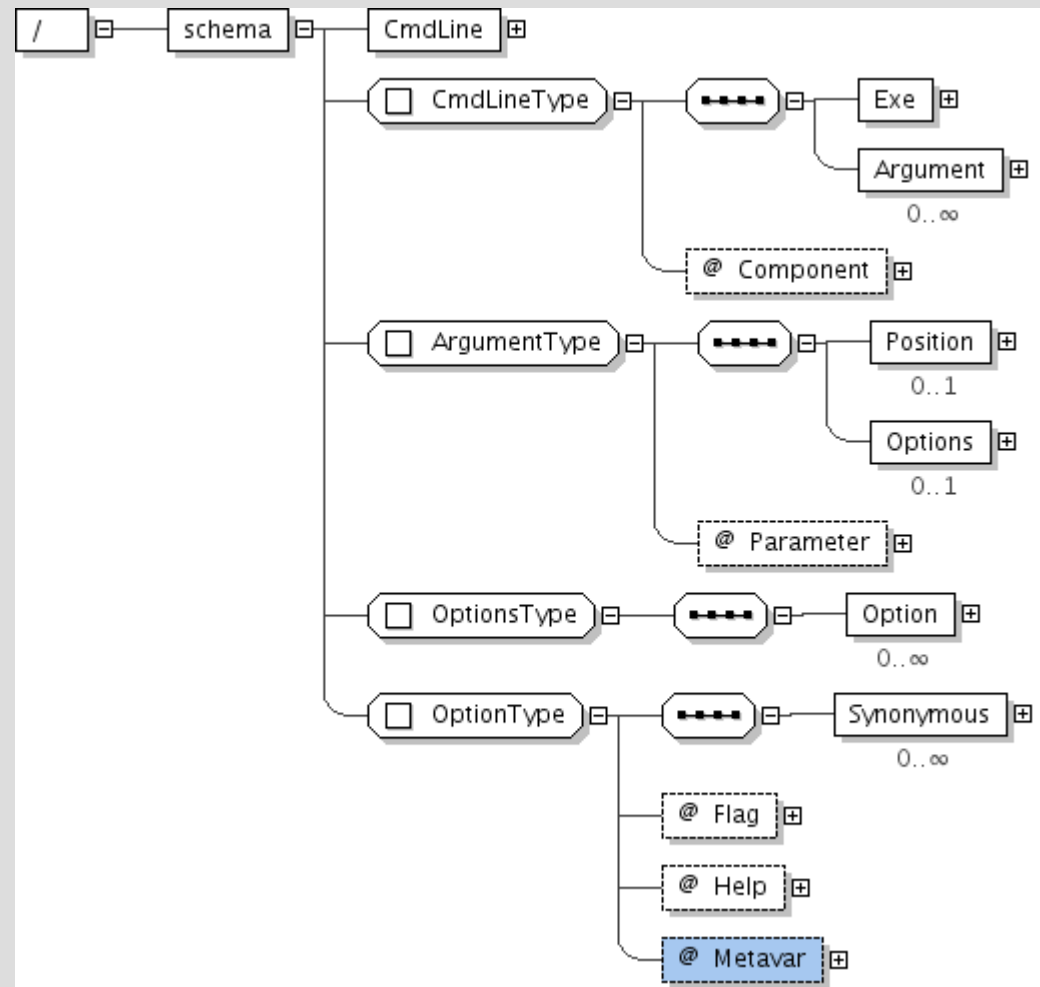 /
schema
CmdLine
CmdLineType
Exe
Argument
0..∞
@ Component
ArgumentType
Position
0..1
Options
0..1
@ Parameter
OptionsType
Option
0..∞
OptionType
Synonymous
0..∞
@ Flag
@ Help
@ Metavar